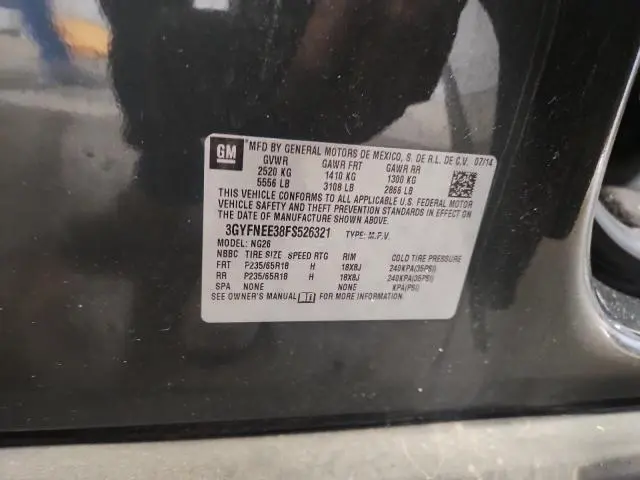 GM MFD BY GENERAL MOTORS DE MEXICO, S. DE R.L. DE C.V. 07/14
GVWR GAWR FRT GAWR RR
2520 KG 1410 KG 1300 KG
5556 LB 3108 LB 2866 LB
THIS VEHICLE CONFORMS TO ALL APPLICABLE U.S. FEDERAL MOTOR
VEHICLE SAFETY AND THEFT PREVENTION STANDARDS IN EFFECT ON
THE DATE OF MANUFACTURE SHOWN ABOVE.
3GYFNEE38FS526321 TYPE: M.P.V.
MODEL: NG26
NBBC TIRE SIZE SPEED RTG RIM COLD TIRE PRESSURE
FRT P235/65R18 H 18X8J 240KPA(35PSI)
RR P235/65R18 H 18X8J 240KPA(35PSI)
SPA NONE NONE KPA(PSI)
SEE OWNER'S MANUAL FOR MORE INFORMATION.